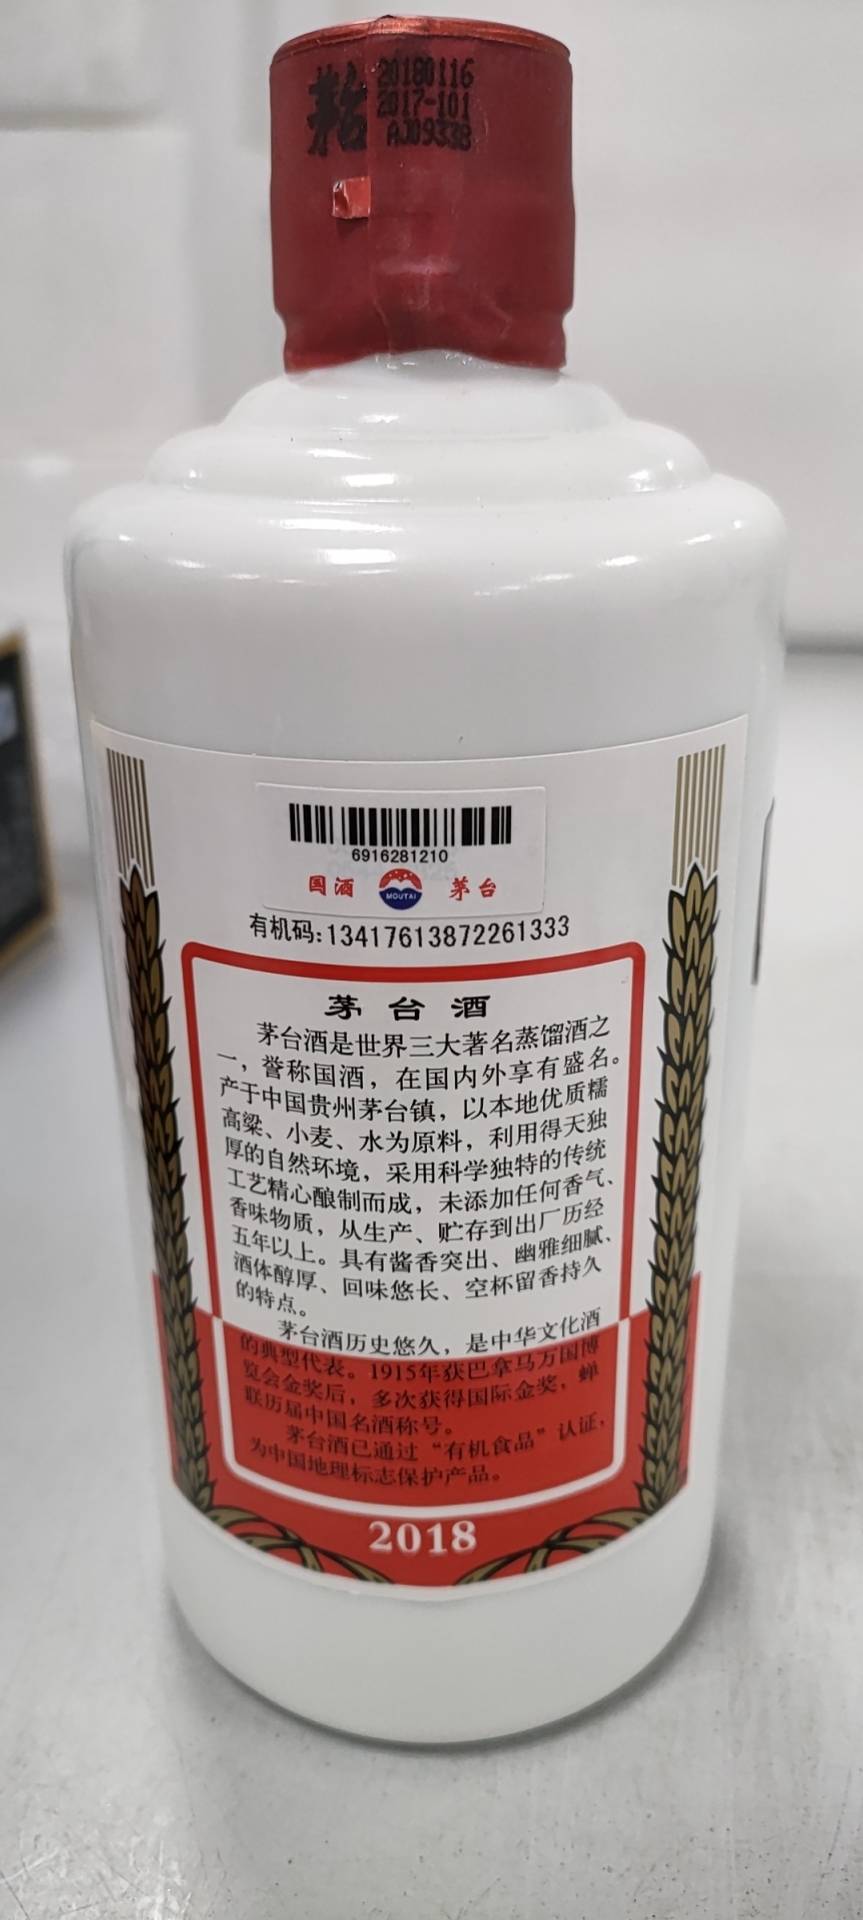 茅台
20180116
2017-101
AJ09338
6916281210
国酒 MOUTAI 茅台
有机码:13417613872261333
茅台酒
茅台酒是世界三大著名蒸馏酒之
一，誉称国酒，在国内外享有盛名。
产于中国贵州茅台镇，以本地优质糯
高粱、小麦、水为原料，利用得天独
厚的自然环境，采用科学独特的传统
工艺精心酿制而成，未添加任何香气、
香味物质，从生产、贮存到出厂历经
五年以上。具有酱香突出、幽雅细腻、
酒体醇厚、回味悠长、空杯留香持久
的特点。
茅台酒历史悠久，是中华文化酒
的典型代表。1915年获巴拿马万国博
览会金奖后，多次获得国际金奖，蝉
联历届中国名酒称号。
茅台酒已通过“有机食品”认证，
为中国地理标志保护产品。
2018